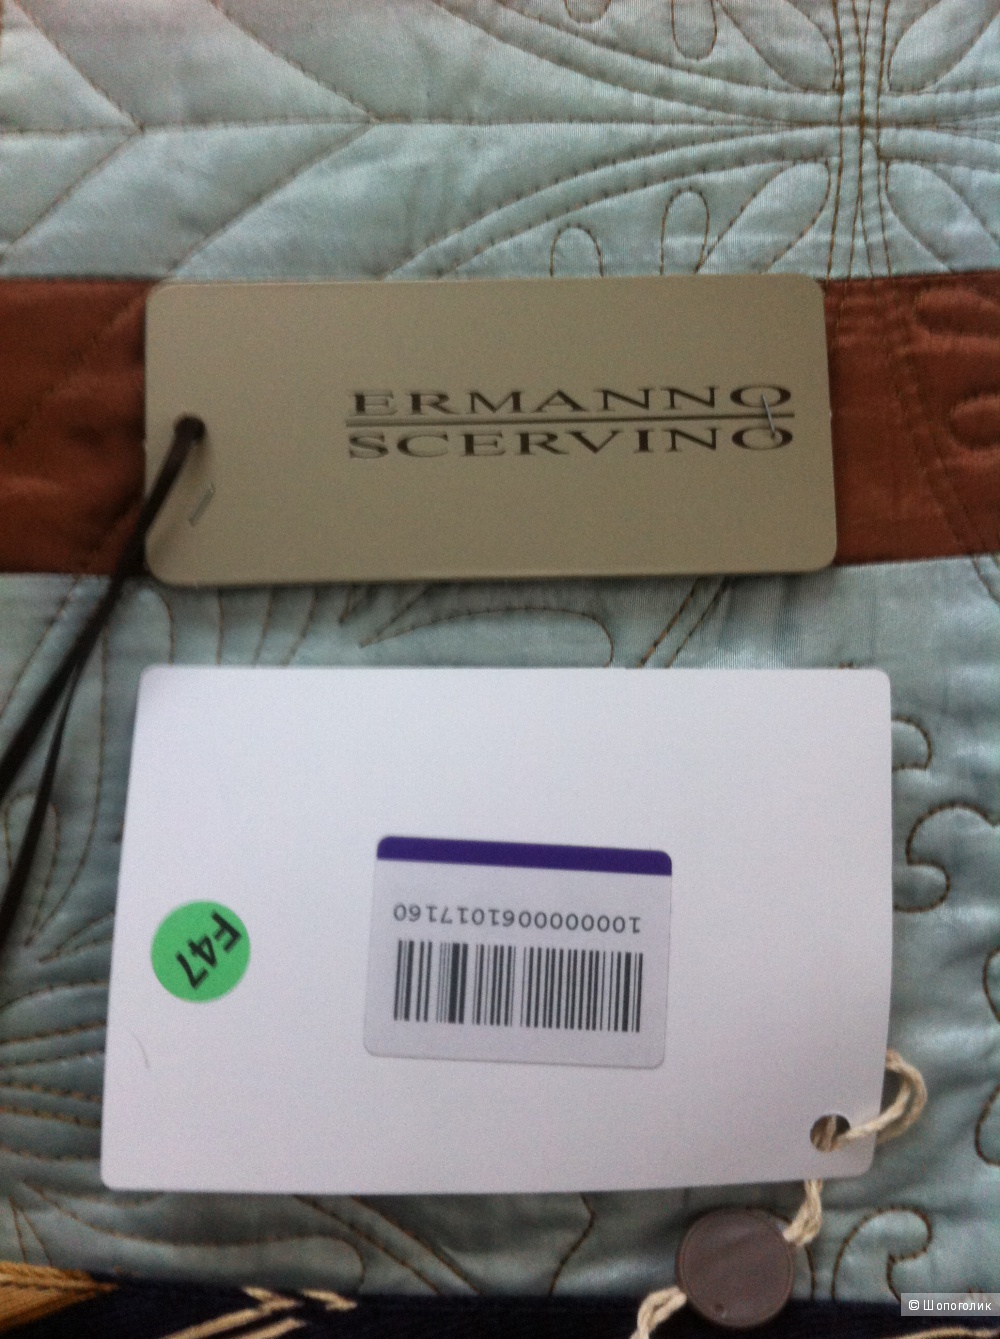 ERMANNO
SCERVINO
1000000061017160
F47
© Шопоголик